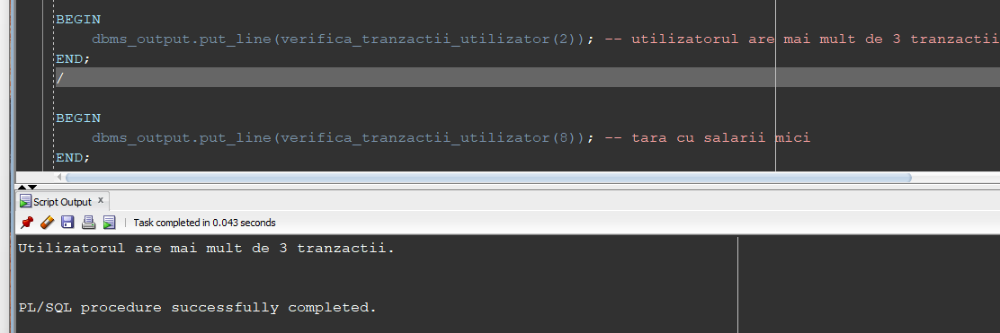 BEGIN
dbms_output.put_line(verifica_tranzactii_utilizator(2)); -- utilizatorul are mai mult de 3 tranzactii
END;
/
BEGIN
dbms_output.put_line(verifica_tranzactii_utilizator(8)); -- tara cu salarii mici
END;
Script Output x
Task completed in 0.043 seconds
Utilizatorul are mai mult de 3 tranzactii.
PL/SQL procedure successfully completed.